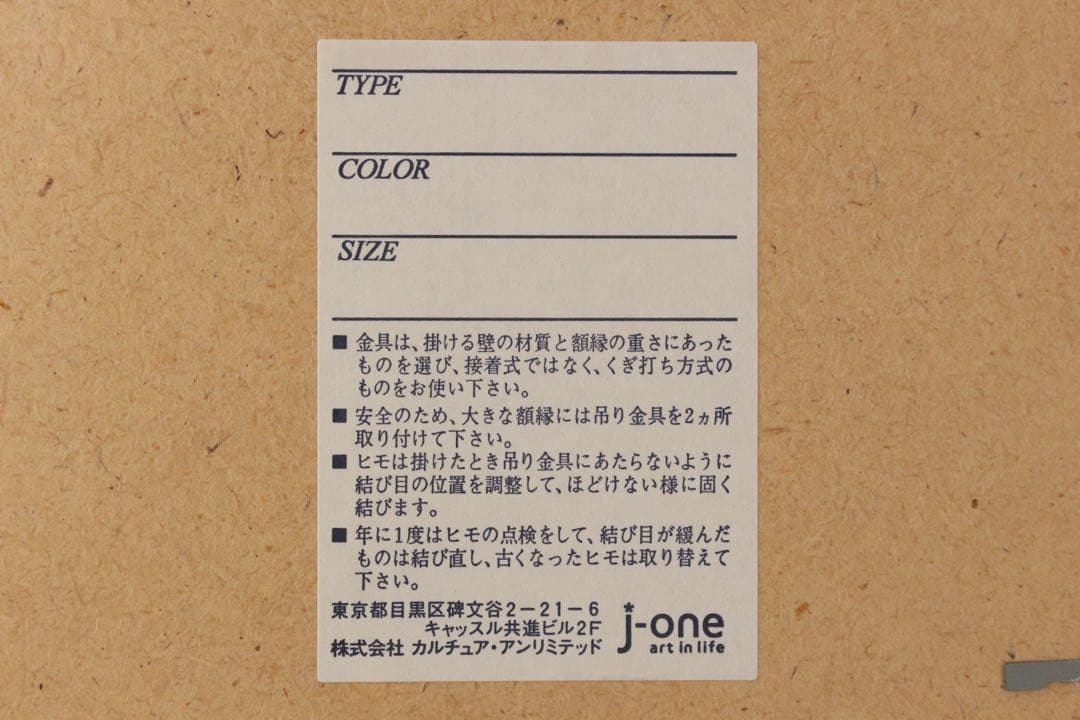 TYPE
COLOR
SIZE
■ 金具は、掛ける壁の材質と額縁の重さにあった
ものを選び、接着式ではなく、くぎ打ち方式の
ものをお使い下さい。
■ 安全のため、大きな額縁には吊り金具を2ヵ所
取り付けて下さい。
■ ヒモは掛けたとき吊り金具にあたらないように
結び目の位置を調整して、ほどけない様に固く
結びます。
■ 年に1度はヒモの点検をして、結び目が緩んだ
ものは結び直し、古くなったヒモは取り替えて
下さい。
東京都目黒区碑文谷2-21-6
キャッスル共進ビル2F
株式会社 カルチュア・アンリミテッド
j-one
art in life